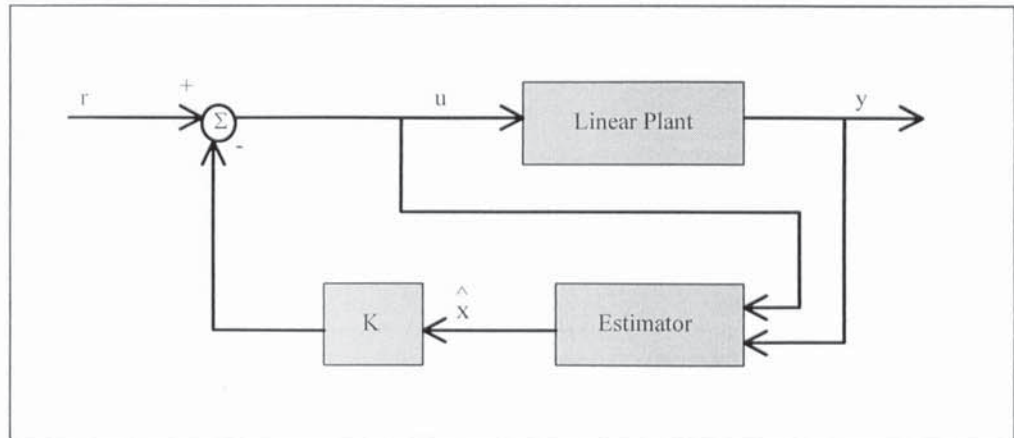 r
+
Σ
-
u
Linear Plant
y
K
^
x
Estimator